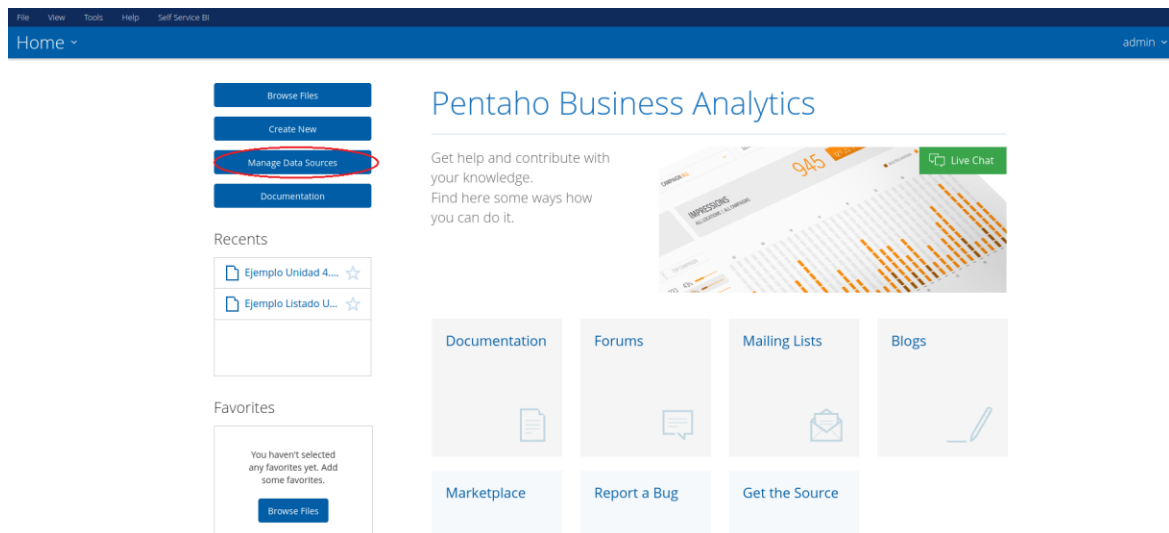 File View Tools Help Self Service BI
Home
admin
Browse Files
Create New
Manage Data Sources
Documentation
Recents
Ejemplo Unidad 4....
Ejemplo Listado U...
Favorites
You haven't selected
any favorites yet. Add
some favorites.
Browse Files
Pentaho Business Analytics
Get help and contribute with
your knowledge.
Find here some ways how
you can do it.
945
IMPRESSIONS
Live Chat
Documentation
Forums
Mailing Lists
Blogs
Marketplace
Report a Bug
Get the Source